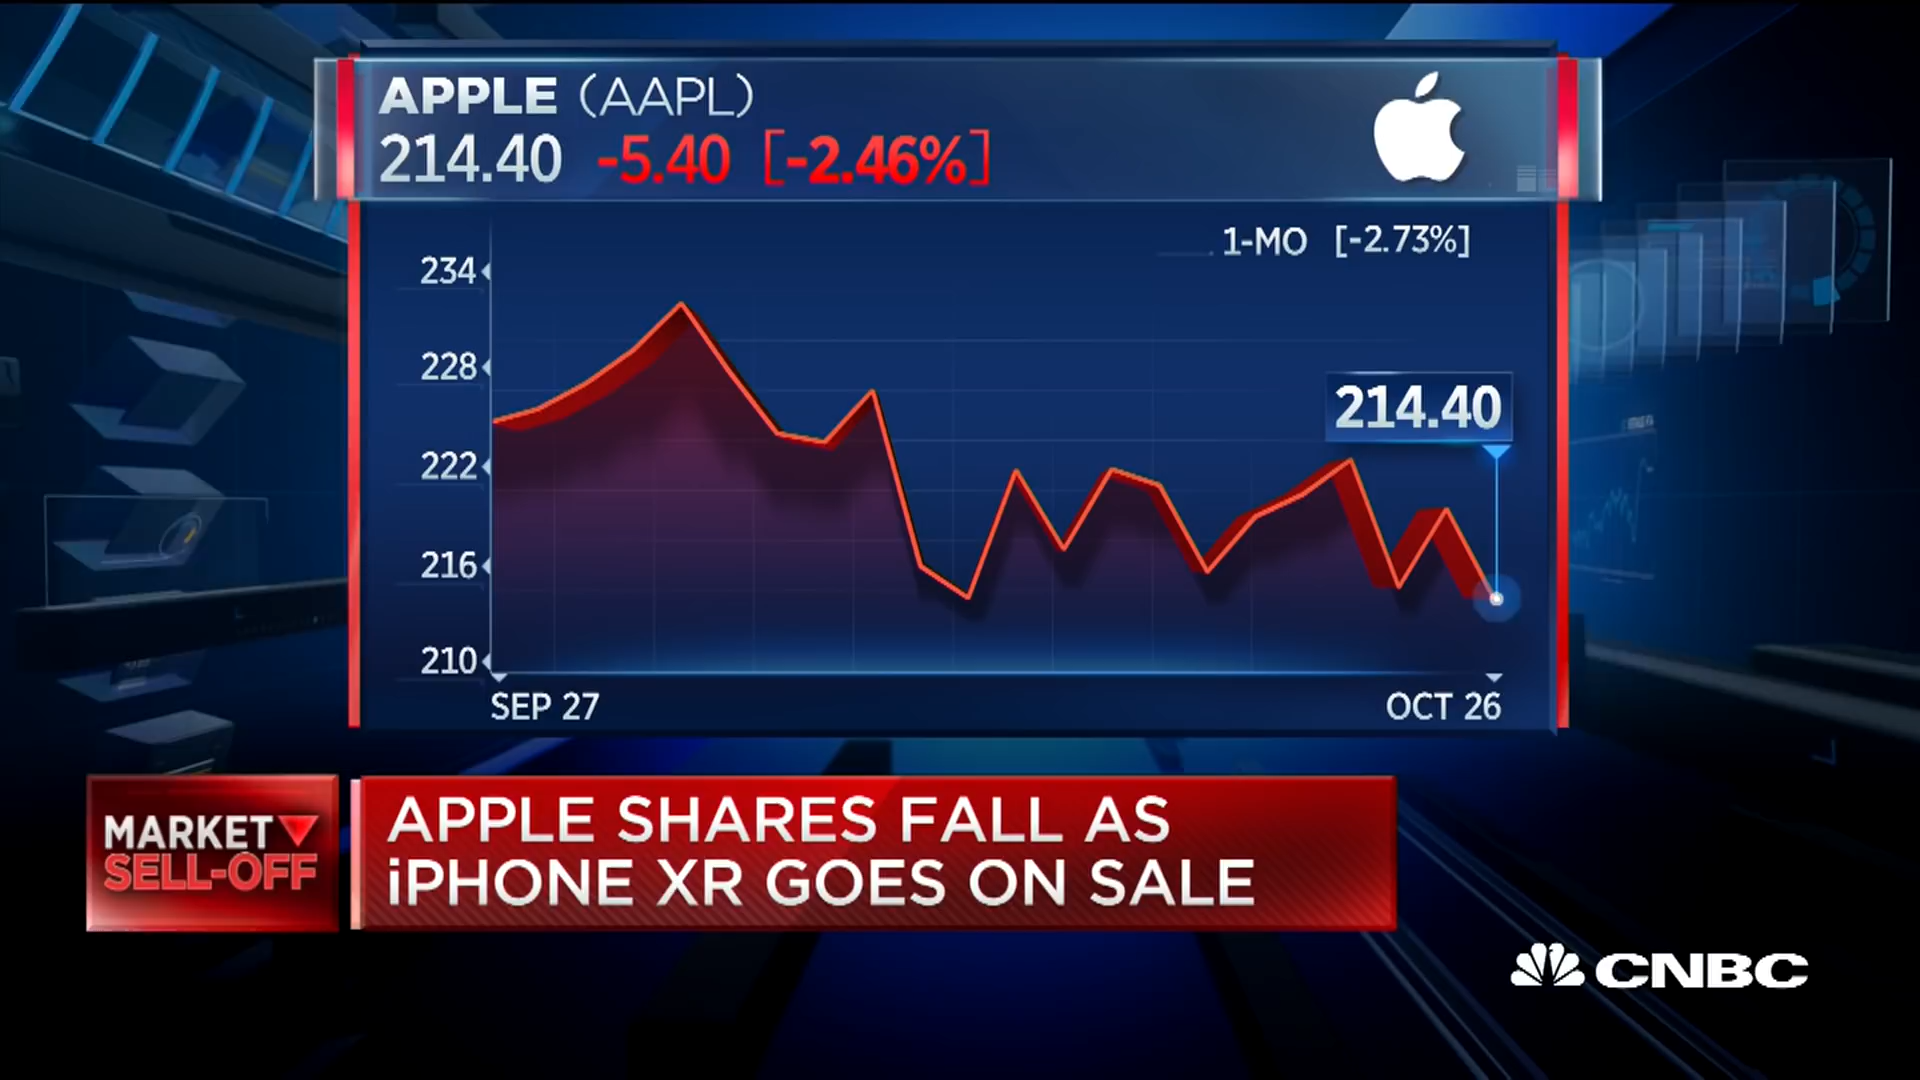 APPLE (AAPL)
214.40 -5.40 [-2.46%]
1-MO [-2.73%]
234
228
214.40
222
216
210
SEP 27
OCT 26
MARKET
SELL-OFF
APPLE SHARES FALL AS
iPHONE XR GOES ON SALE
CNBC